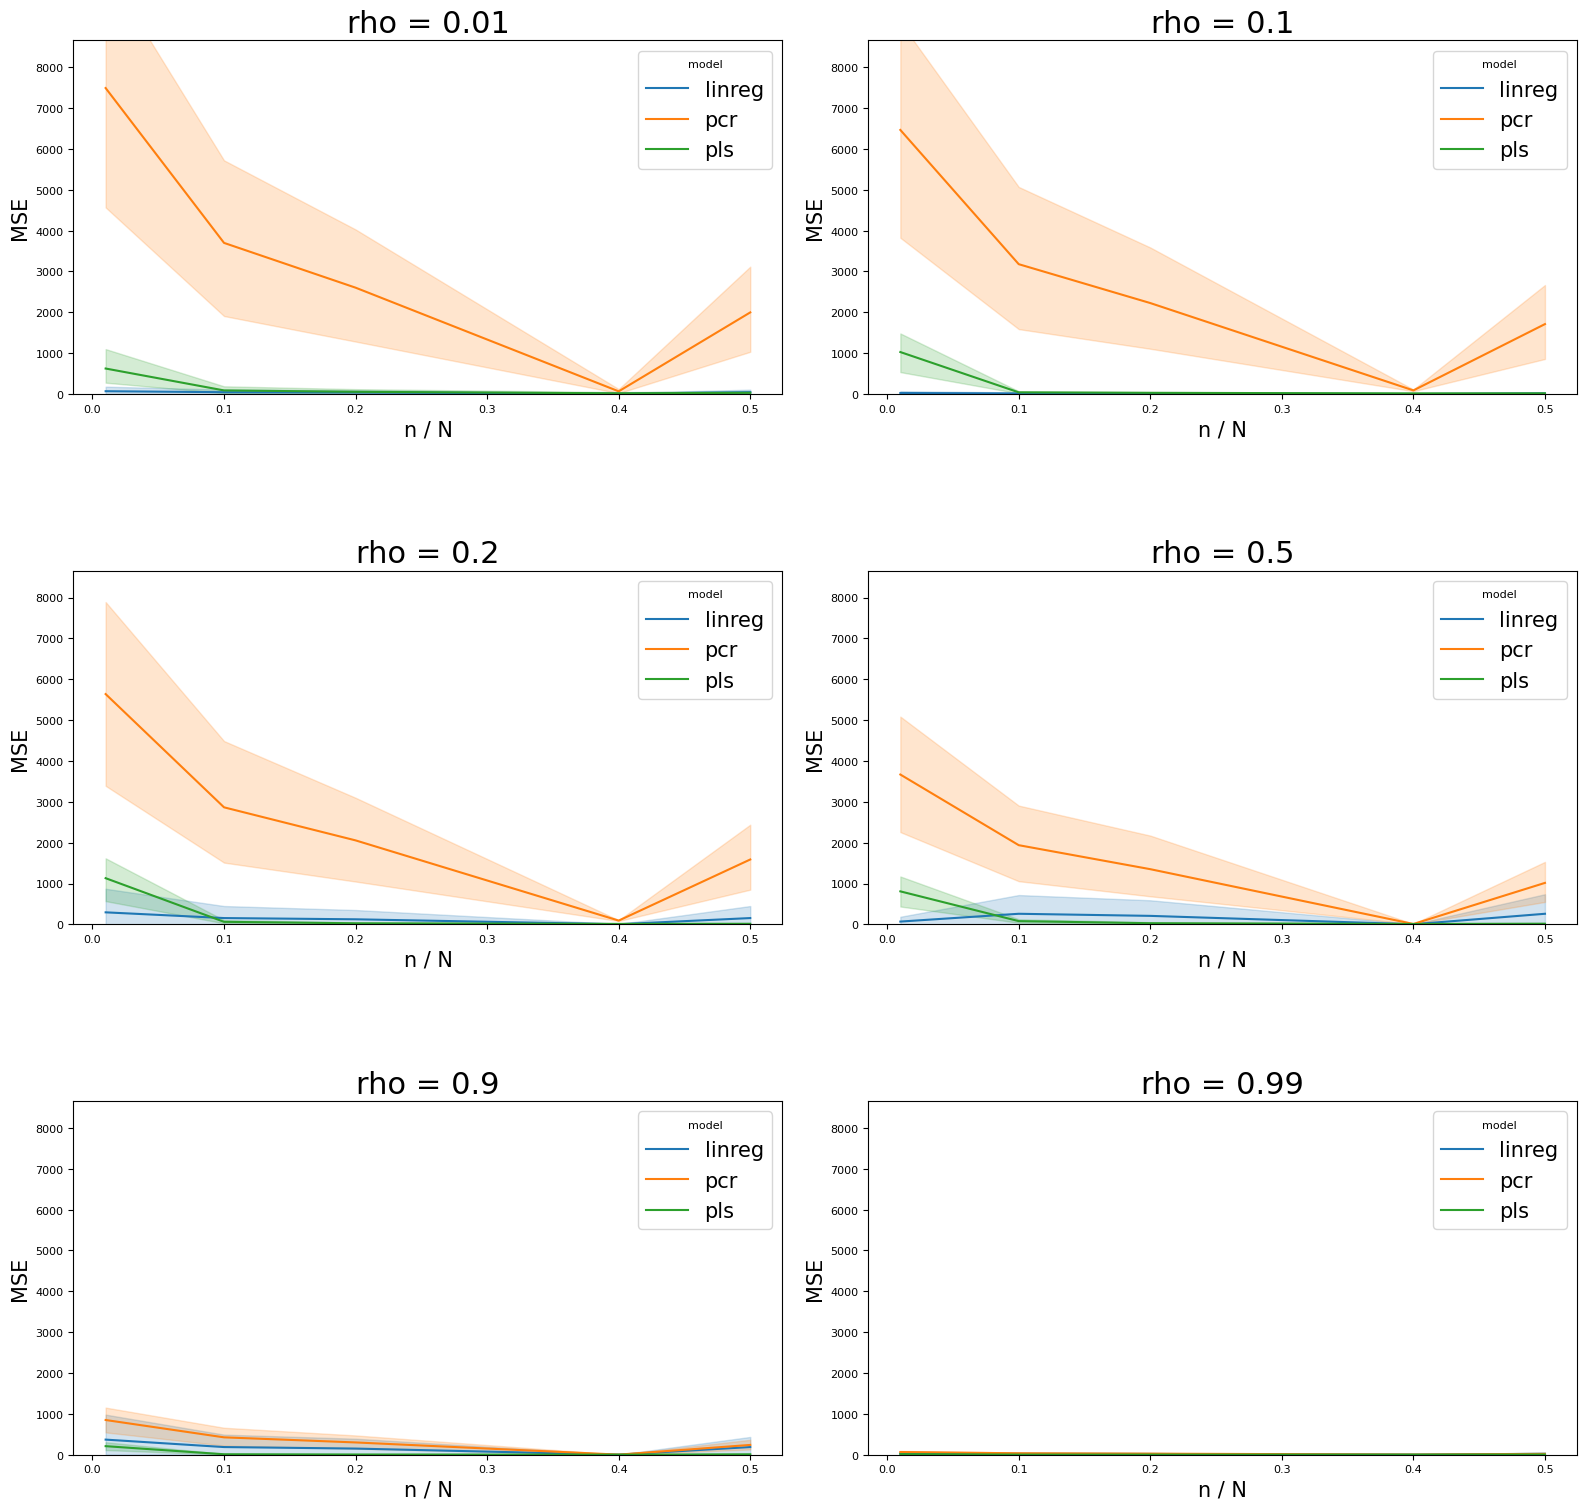 rho = 0.01
8000
7000
6000
5000
4000
3000
2000
1000
0
MSE
0.0 0.1 0.2 0.3 0.4 0.5
n / N
model
linreg
pcr
pls
rho = 0.1
8000
7000
6000
5000
4000
3000
2000
1000
0
MSE
0.0 0.1 0.2 0.3 0.4 0.5
n / N
model
linreg
pcr
pls
rho = 0.2
8000
7000
6000
5000
4000
3000
2000
1000
0
MSE
0.0 0.1 0.2 0.3 0.4 0.5
n / N
model
linreg
pcr
pls
rho = 0.5
8000
7000
6000
5000
4000
3000
2000
1000
0
MSE
0.0 0.1 0.2 0.3 0.4 0.5
n / N
model
linreg
pcr
pls
rho = 0.9
8000
7000
6000
5000
4000
3000
2000
1000
0
MSE
0.0 0.1 0.2 0.3 0.4 0.5
n / N
model
linreg
pcr
pls
rho = 0.99
8000
7000
6000
5000
4000
3000
2000
1000
0
MSE
0.0 0.1 0.2 0.3 0.4 0.5
n / N
model
linreg
pcr
pls